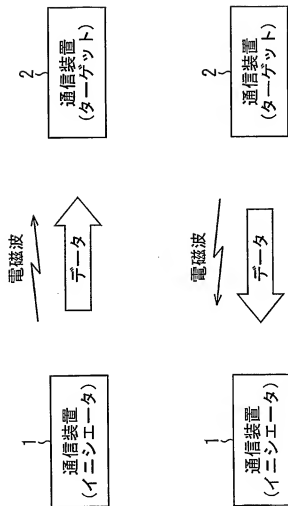 1
通信装置
(イニシエータ)
電磁波
データ
2
通信装置
(ターゲット)
1
通信装置
(イニシエータ)
電磁波
データ
2
通信装置
(ターゲット)